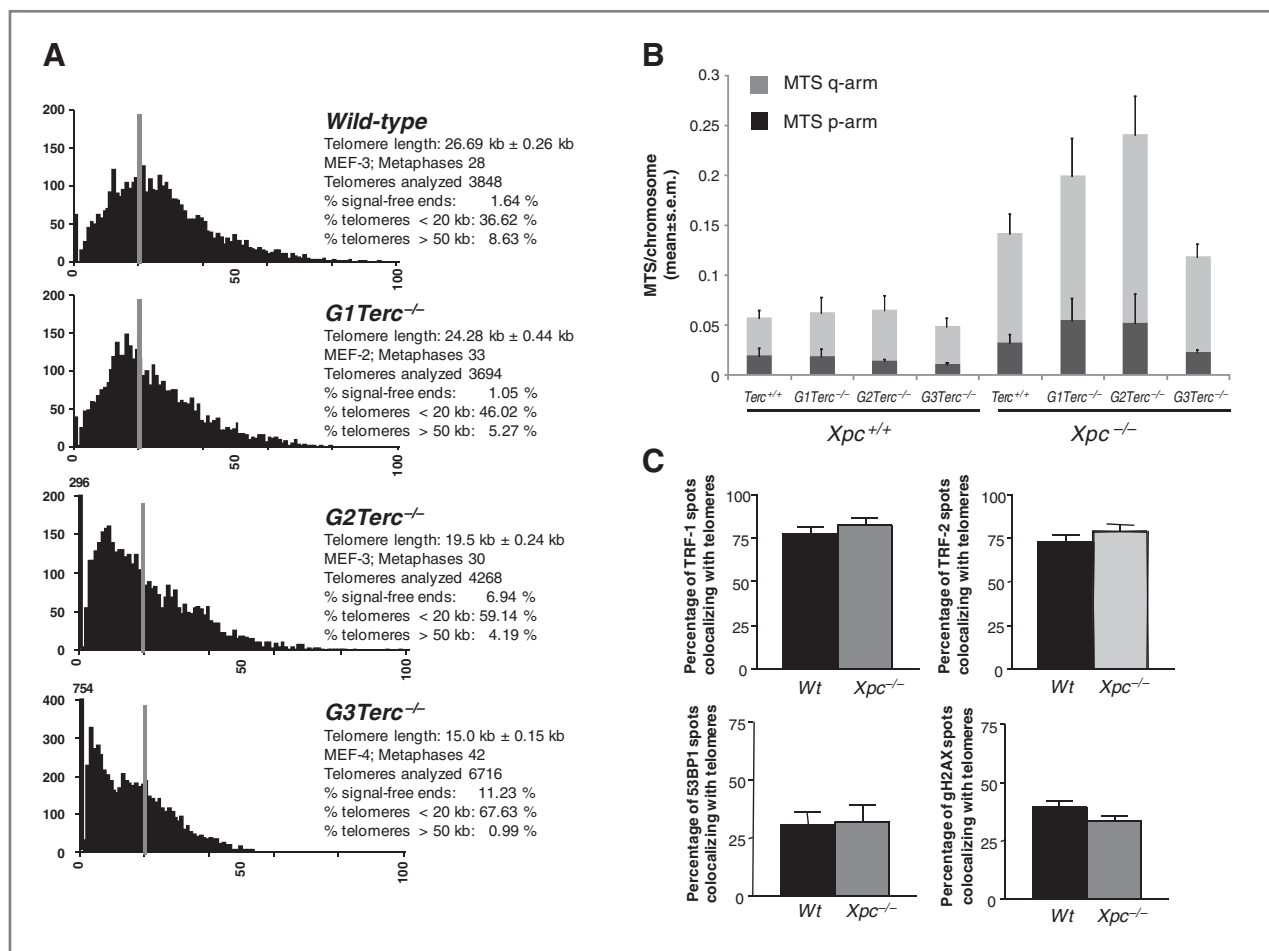 A
200
150
100
50
0
0
50
100
Wild-type
Telomere length: 26.69 kb ± 0.26 kb
MEF-3; Metaphases 28
Telomeres analyzed 3848
% signal-free ends: 1.64 %
% telomeres < 20 kb: 36.62 %
% telomeres > 50 kb: 8.63 %
200
150
100
50
0
0
50
100
G1Terc–/–
Telomere length: 24.28 kb ± 0.44 kb
MEF-2; Metaphases 33
Telomeres analyzed 3694
% signal-free ends: 1.05 %
% telomeres < 20 kb: 46.02 %
% telomeres > 50 kb: 5.27 %
296
200
150
100
50
0
0
50
100
G2Terc–/–
Telomere length: 19.5 kb ± 0.24 kb
MEF-3; Metaphases 30
Telomeres analyzed 4268
% signal-free ends: 6.94 %
% telomeres < 20 kb: 59.14 %
% telomeres > 50 kb: 4.19 %
754
400
300
200
100
0
0
50
100
G3Terc–/–
Telomere length: 15.0 kb ± 0.15 kb
MEF-4; Metaphases 42
Telomeres analyzed 6716
% signal-free ends: 11.23 %
% telomeres < 20 kb: 67.63 %
% telomeres > 50 kb: 0.99 %
B
MTS/chromosome
(mean±s.e.m.)
0.3
0.25
0.2
0.15
0.1
0.05
0
MTS q-arm
MTS p-arm
Terc+/+ G1Terc–/– G2Terc–/– G3Terc–/– Terc+/+ G1Terc–/– G2Terc–/– G3Terc–/–
Xpc+/+ Xpc–/–
C
Percentage of TRF-1 spots
colocalizing with telomeres
100
75
50
25
0
Wt Xpc–/–
Percentage of TRF-2 spots
colocalizing with telomeres
100
75
50
25
0
Wt Xpc–/–
Percentage of 53BP1 spots
colocalizing with telomeres
75
50
25
0
Wt Xpc–/–
Percentage of gH2AX spots
colocalizing with telomeres
75
50
25
0
Wt Xpc–/–